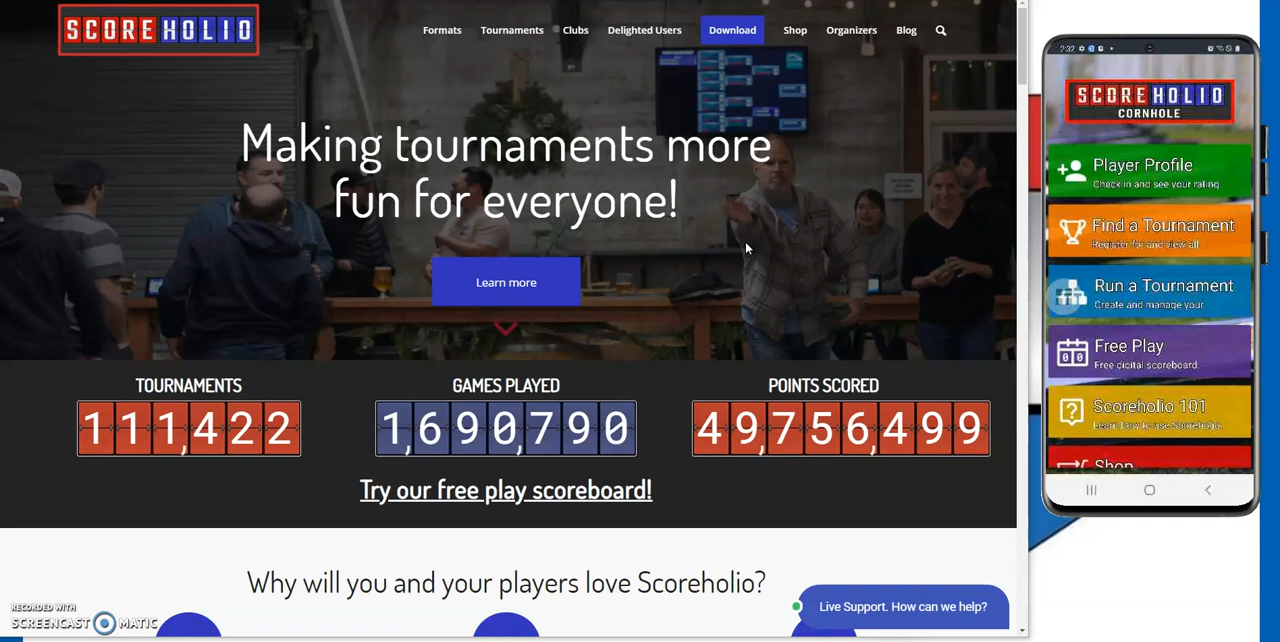 SCOREHOLIO
Formats Tournaments Clubs Delighted Users Download Shop Organizers Blog
Making tournaments more
fun for everyone!
Learn more
TOURNAMENTS GAMES PLAYED POINTS SCORED
111,422 1,690,790 49,756,499
Try our free play scoreboard!
Why will you and your players love Scoreholio?
Live Support. How can we help?
RECORDED WITH
SCREENCAST MATIC
2:32
SCOREHOLIO
CORNHOLE
Player Profile
Check in and see your rating.
Find a Tournament
Register for and view all
Run a Tournament
Create and manage your
Free Play
Free digital scoreboard.
Scoreholio 101
Learn how to use Scoreholio.
Shop